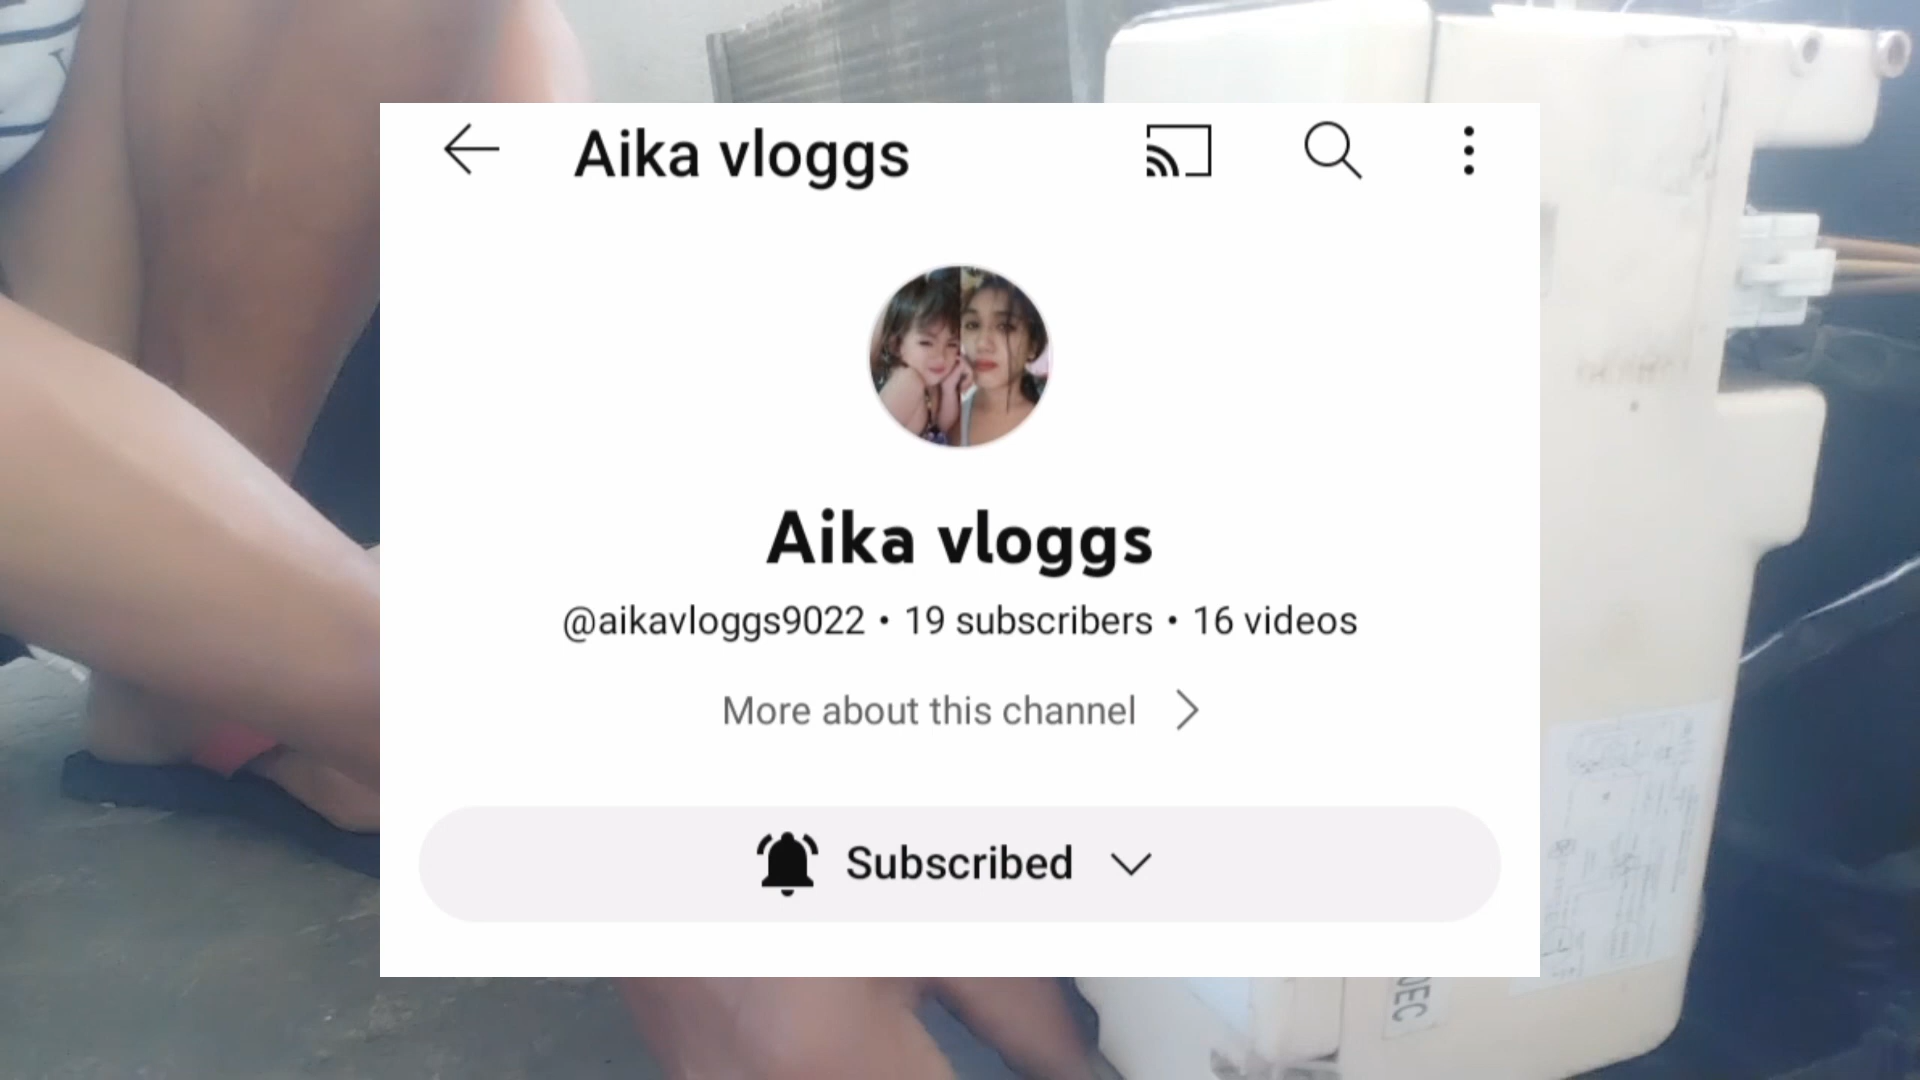 Aika vloggs
Aika vloggs
@aikavloggs9022 • 19 subscribers • 16 videos
More about this channel
Subscribed